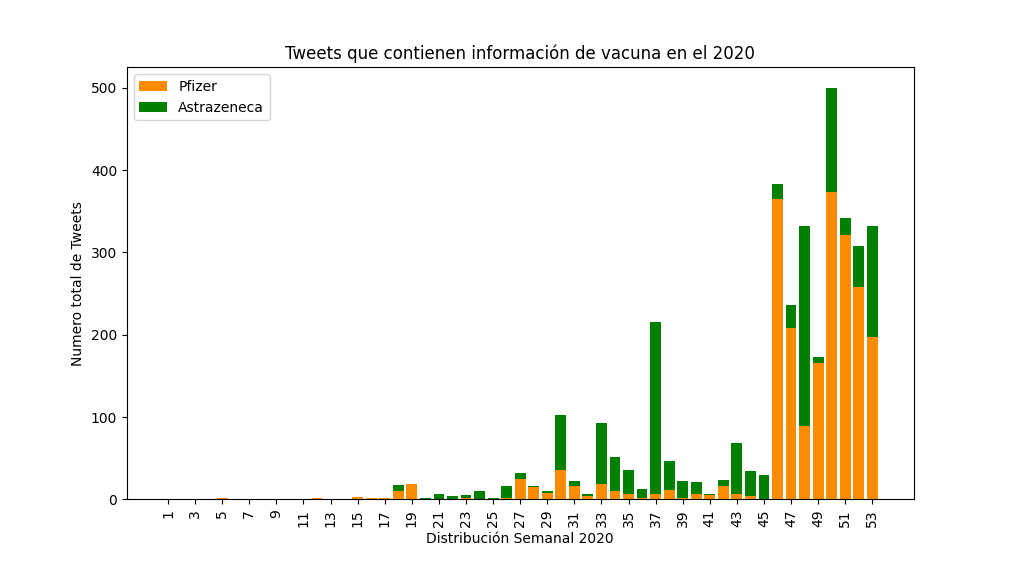 Tweets que contienen información de vacuna en el 2020
Pfizer
Astrazeneca
Numero total de Tweets
500
400
300
200
100
0
1 3 5 7 9 11 13 15 17 19 21 23 25 27 29 31 33 35 37 39 41 43 45 47 49 51 53
Distribución Semanal 2020